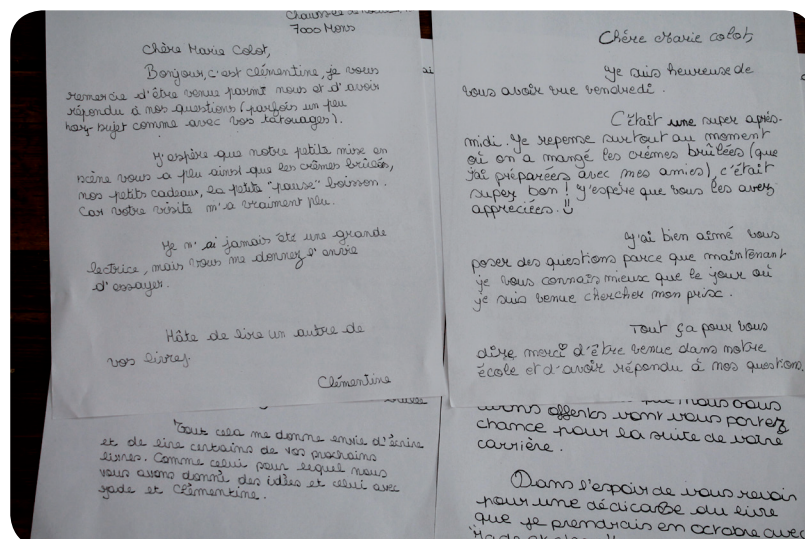 7000 Mons
Chère Marie Colot,
Bonjour, c'est Clémentine, je vous
remercie d'être venue parmi nous et d'avoir
répondu à nos questions (parfois un peu
hors-sujet comme avec vos tatouages).
J'espère que notre petite mise en
scène vous a plu ainsi que les crèmes brûlées,
nos petits cadeaux, la petite "pause" boisson.
Car votre visite m'a vraiment plu.
Je n'ai jamais été une grande
lectrice, mais vous me donnez l'envie
d'essayer.
Hâte de lire un autre de
vos livres.
Clémentine
Chère Marie Colot,
Je suis heureuse de
vous avoir vue vendredi.
C'était une super après-
midi. Je repense surtout au moment
où on a mangé les crèmes brûlées (que
j'ai préparées avec mes amies), c'était
super bon ! J'espère que vous les avez
appréciées.
J'ai bien aimé vous
poser des questions parce que maintenant
je vous connais mieux que le jour où
je suis venue chercher mon prix.
Tout ça pour vous
dire merci d'être venue dans notre
école et d'avoir répondu à nos questions.
Tout cela me donne envie d'écrire
et de lire certains de vos prochains
livres. Comme celui pour lequel nous
vous avons donné des idées et celui avec
Jade et Clémentine.
que nous vous
avons offerts vont vous portez
chance pour la suite de votre
carrière.
Dans l'espoir de vous revoir
pour une dédicasse du livre
que je prendrais en octobre avec